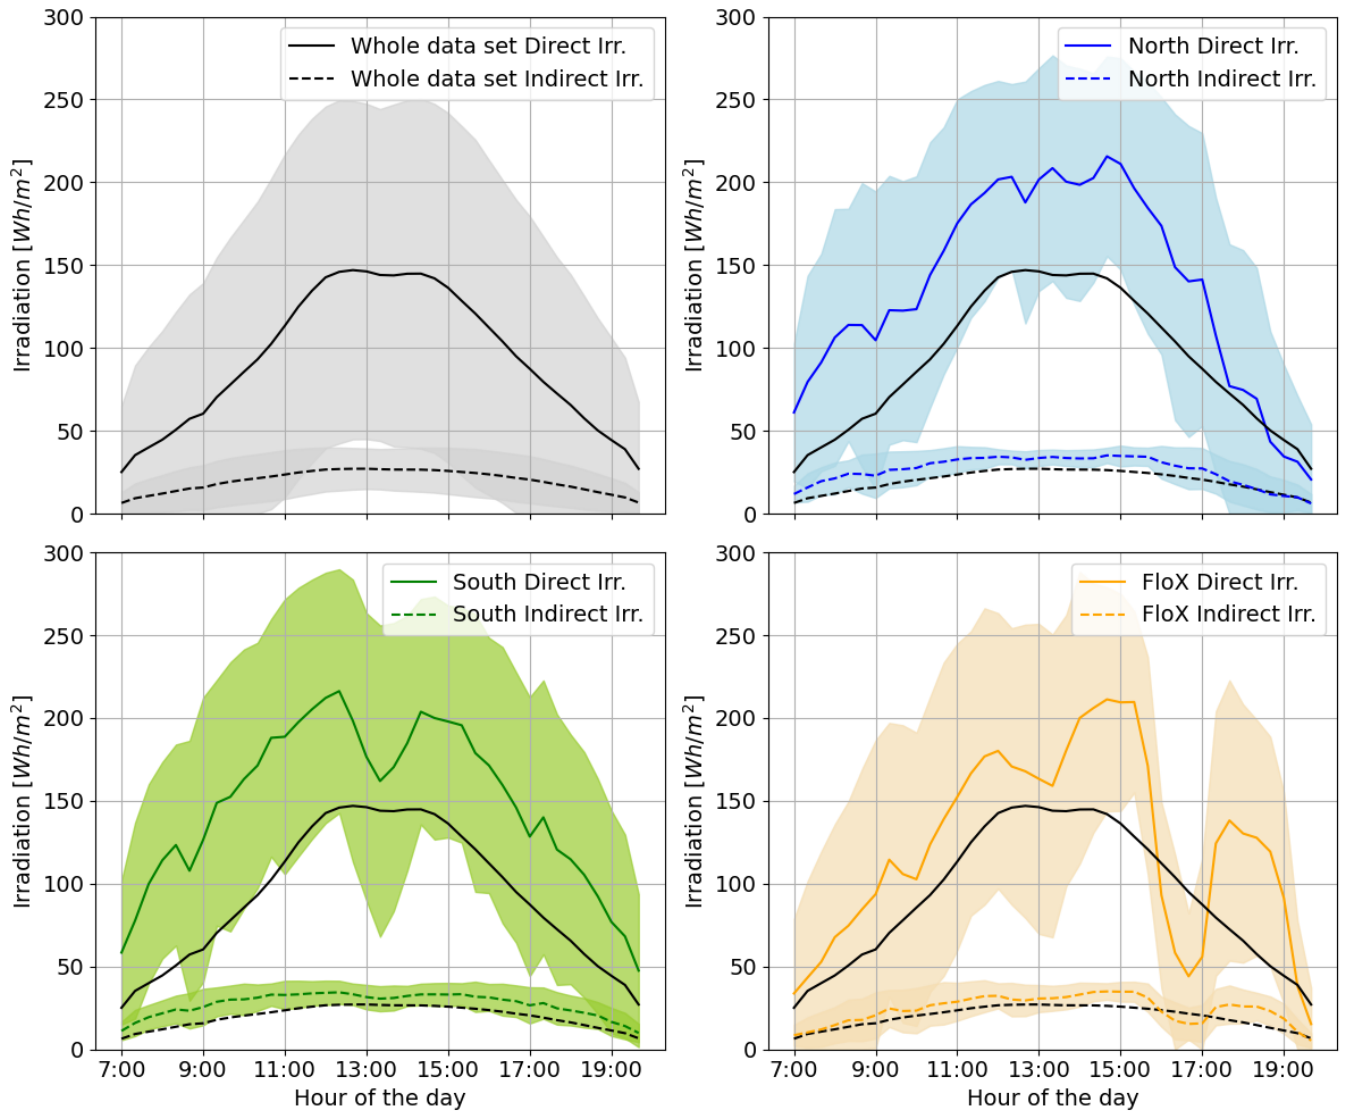 300
250
200
150
100
50
0
Irradiation [Wh/m²]
Whole data set Direct Irr.
Whole data set Indirect Irr.
300
250
200
150
100
50
0
Irradiation [Wh/m²]
North Direct Irr.
North Indirect Irr.
300
250
200
150
100
50
0
Irradiation [Wh/m²]
South Direct Irr.
South Indirect Irr.
7:00 9:00 11:00 13:00 15:00 17:00 19:00
Hour of the day
300
250
200
150
100
50
0
Irradiation [Wh/m²]
FloX Direct Irr.
FloX Indirect Irr.
7:00 9:00 11:00 13:00 15:00 17:00 19:00
Hour of the day